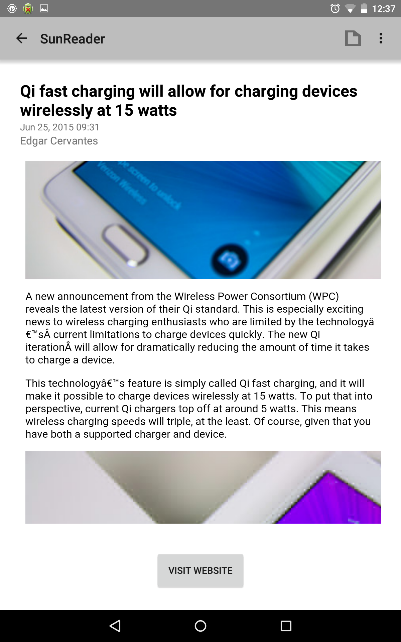 12:37
SunReader
Qi fast charging will allow for charging devices
wirelessly at 15 watts
Jun 25, 2015 09:31
Edgar Cervantes
Verizon Wireless
screen to unlock
A new announcement from the Wireless Power Consortium (WPC)
reveals the latest version of their Qi standard. This is especially exciting
news to wireless charging enthusiasts who are limited by the technologyâ
€™sÂ current limitations to charge devices quickly. The new Qi
iterationÂ will allow for dramatically reducing the amount of time it takes
to charge a device.
This technologyâ€™s feature is simply called Qi fast charging, and it will
make it possible to charge devices wirelessly at 15 watts. To put that into
perspective, current Qi chargers top off at around 5 watts. This means
wireless charging speeds will triple, at the least. Of course, given that you
have both a supported charger and device.
VISIT WEBSITE